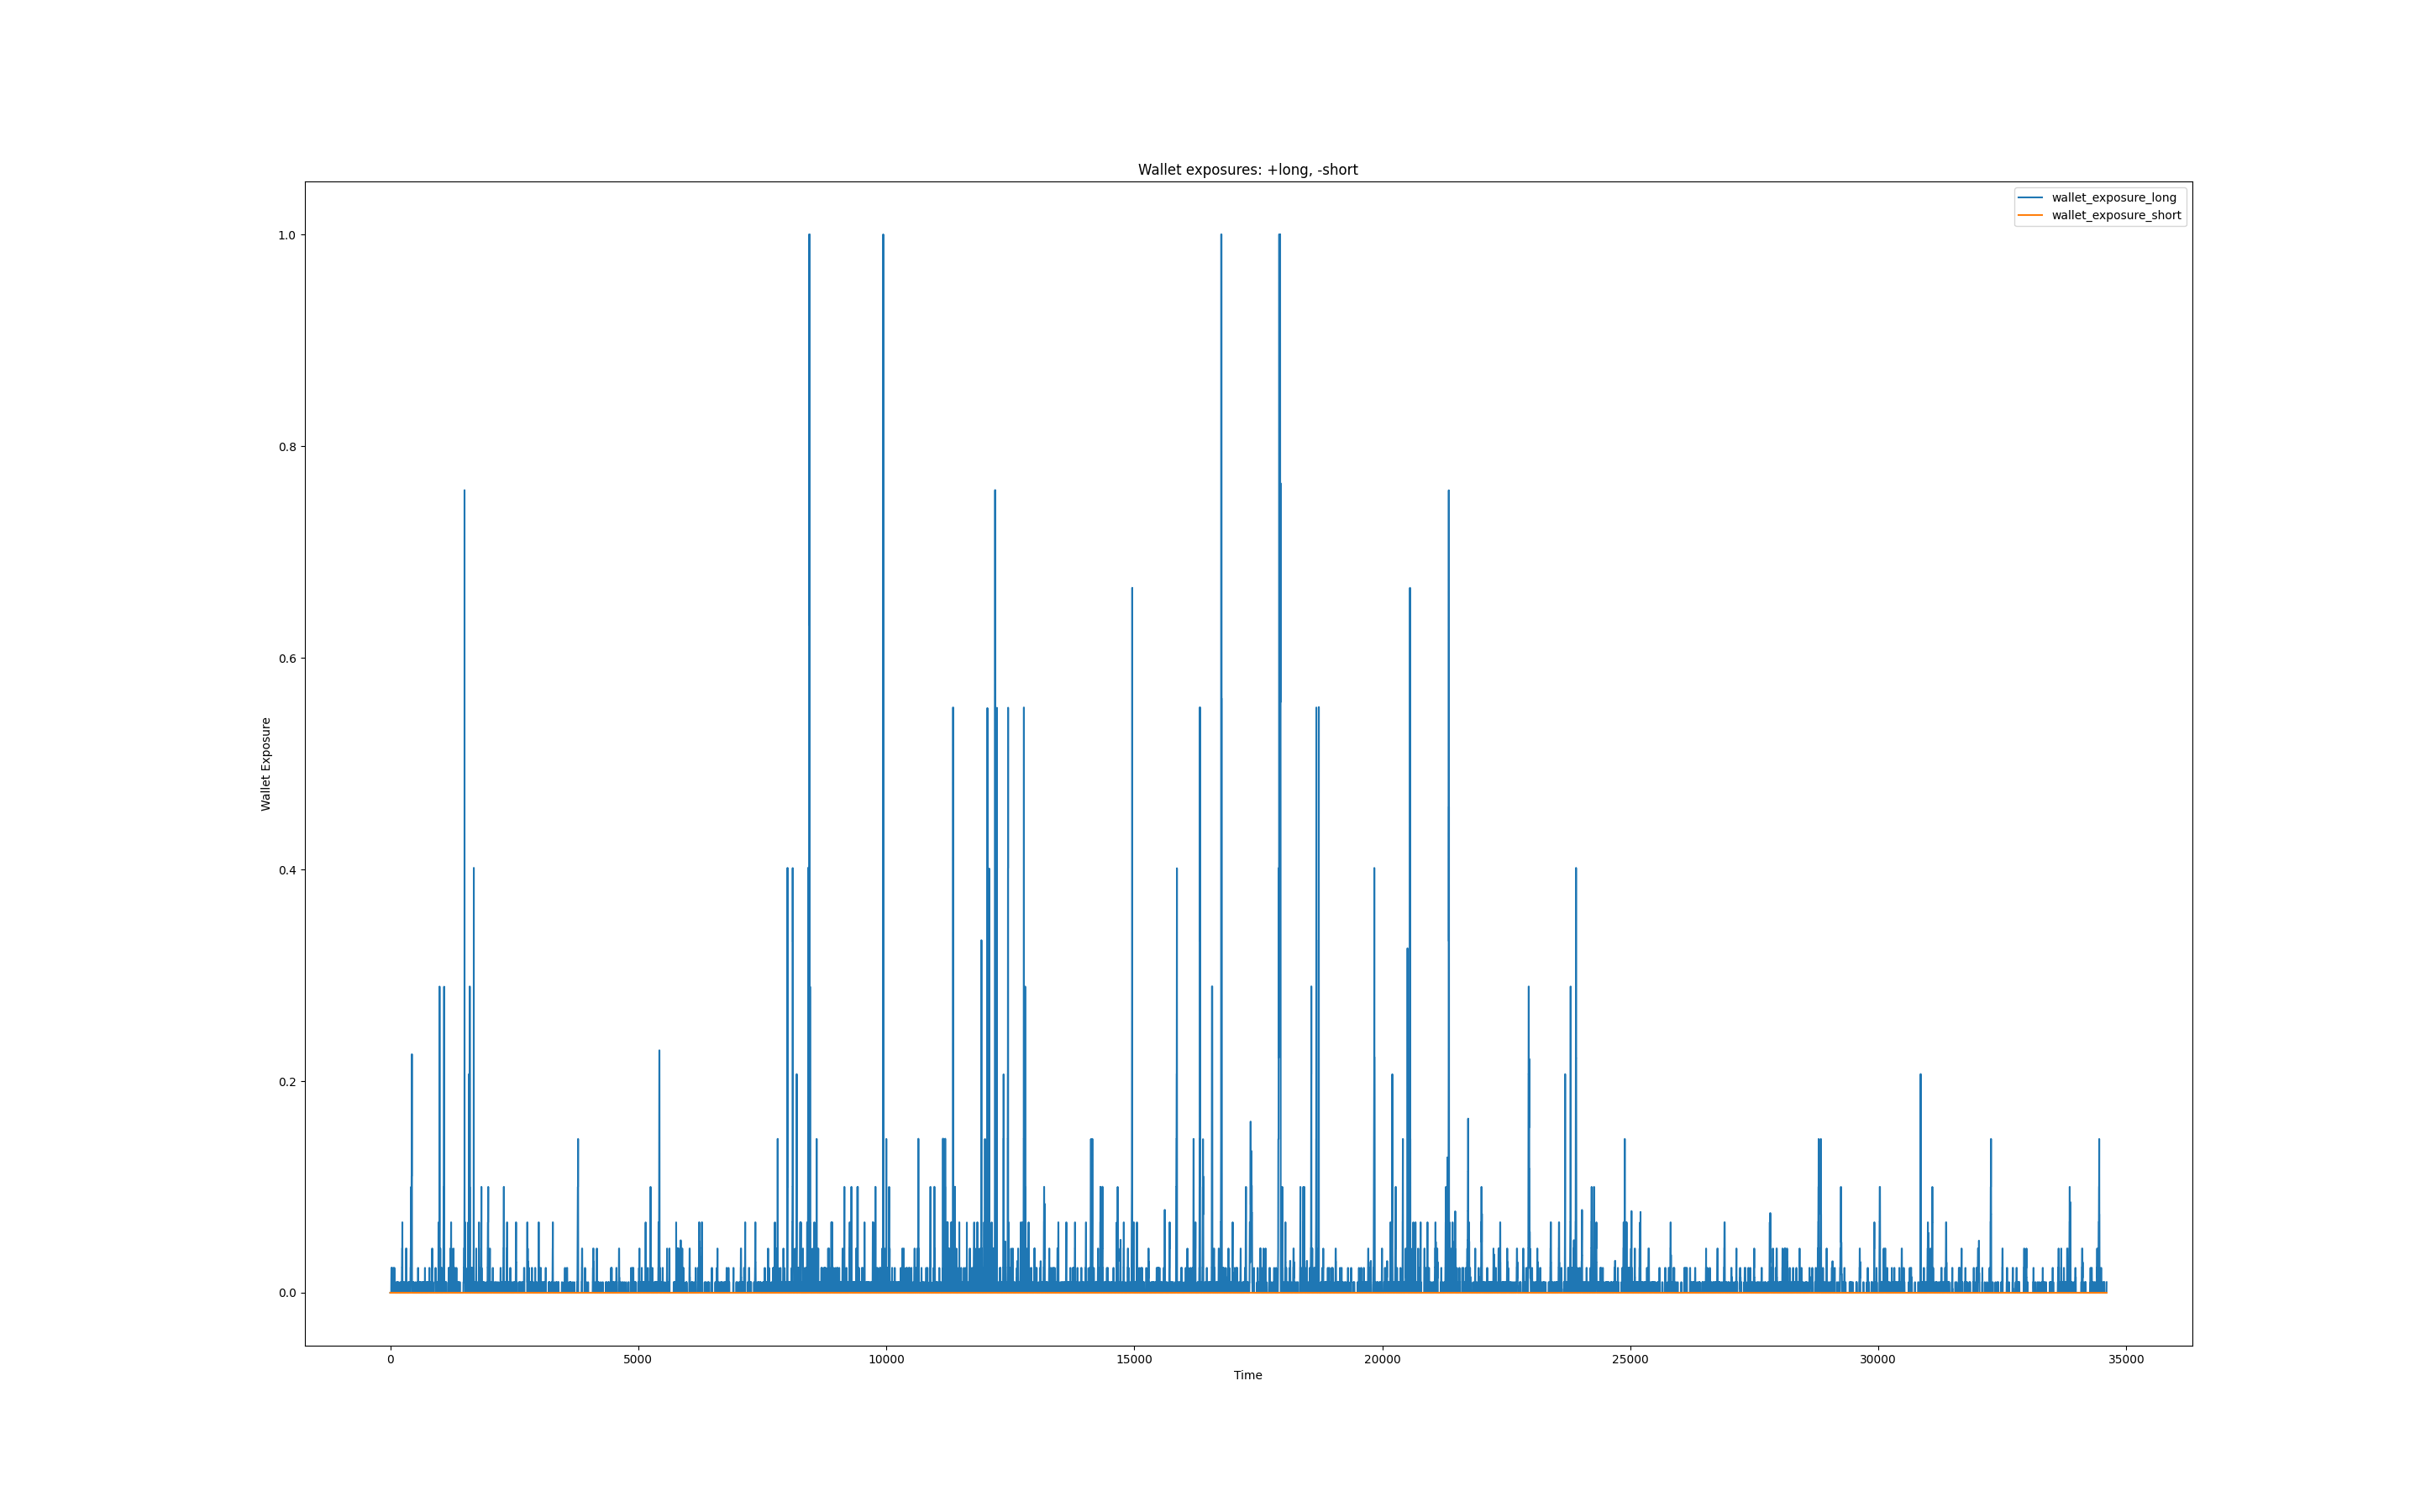 Wallet exposures: +long, -short
wallet_exposure_long
wallet_exposure_short
1.0
0.8
0.6
0.4
0.2
0.0
Wallet Exposure
0 5000 10000 15000 20000 25000 30000 35000
Time